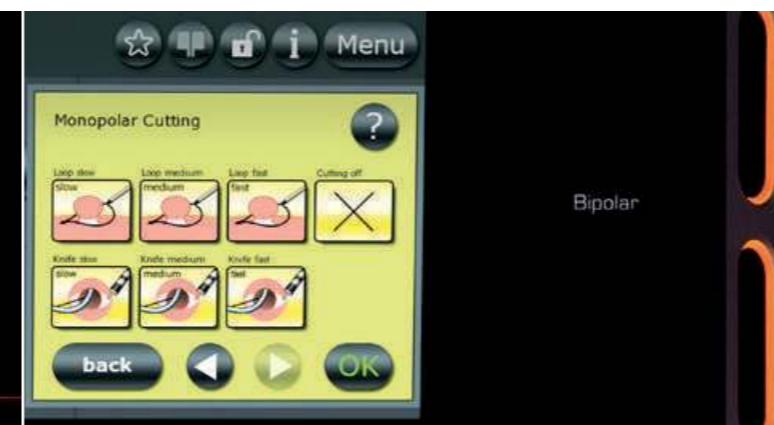 Menu
Monopolar Cutting
?
Loop slow Loop medium Loop fast Cutting off
slow medium fast
Knife slow Knife medium Knife fast
slow medium fast
back OK
Bipolar